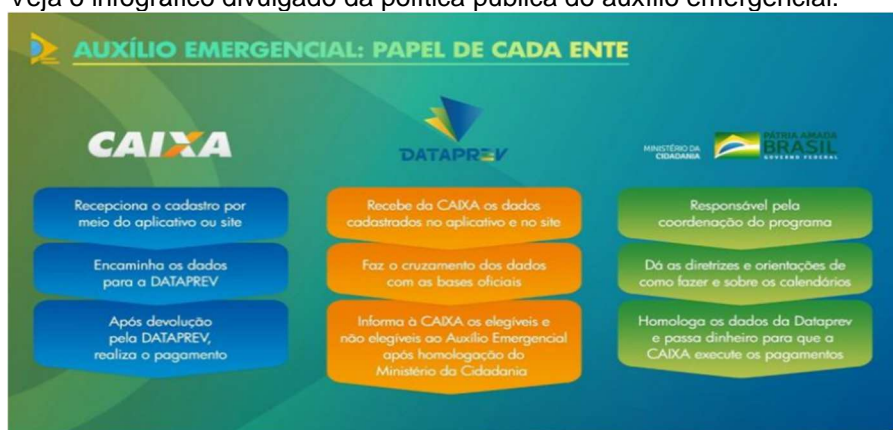 Veja o infográfico divulgado da política pública do auxílio emergencial.
AUXÍLIO EMERGENCIAL: PAPEL DE CADA ENTE
CAIXA
Recepciona o cadastro por
meio do aplicativo ou site
Encaminha os dados
para a DATAPREV
Após devolução
pela DATAPREV,
realiza o pagamento
DATAPREV
Recebe da CAIXA os dados
cadastrados no aplicativo e no site
Faz o cruzamento dos dados
com as bases oficiais
Informa à CAIXA os elegíveis e
não elegíveis ao Auxílio Emergencial
após homologação do
Ministério da Cidadania
MINISTÉRIO DA
CIDADANIA
PÁTRIA AMADA
BRASIL
GOVERNO FEDERAL
Responsável pela
coordenação do programa
Dá as diretrizes e orientações de
como fazer e sobre os calendários
Homologa os dados da Dataprev
e passa dinheiro para que a
CAIXA execute os pagamentos